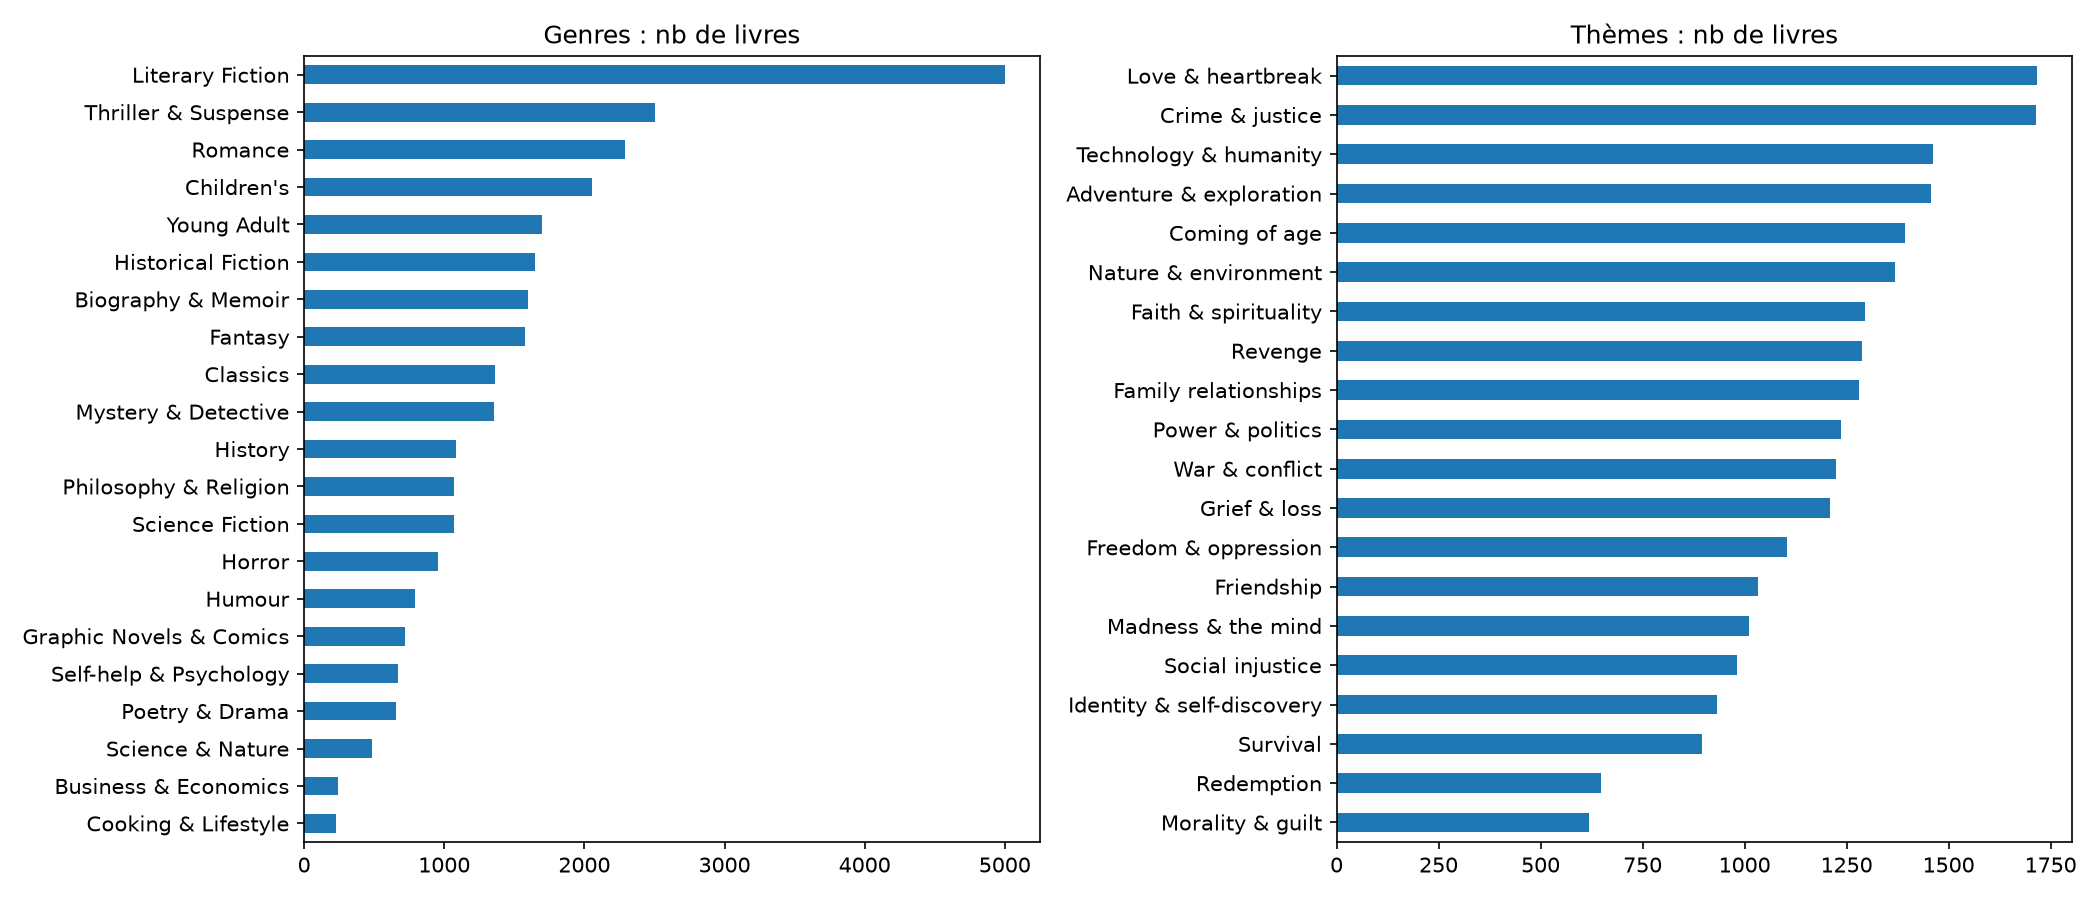 Genres : nb de livres
Literary Fiction
Thriller & Suspense
Romance
Children's
Young Adult
Historical Fiction
Biography & Memoir
Fantasy
Classics
Mystery & Detective
History
Philosophy & Religion
Science Fiction
Horror
Humour
Graphic Novels & Comics
Self-help & Psychology
Poetry & Drama
Science & Nature
Business & Economics
Cooking & Lifestyle
0 1000 2000 3000 4000 5000
Thèmes : nb de livres
Love & heartbreak
Crime & justice
Technology & humanity
Adventure & exploration
Coming of age
Nature & environment
Faith & spirituality
Revenge
Family relationships
Power & politics
War & conflict
Grief & loss
Freedom & oppression
Friendship
Madness & the mind
Social injustice
Identity & self-discovery
Survival
Redemption
Morality & guilt
0 250 500 750 1000 1250 1500 1750